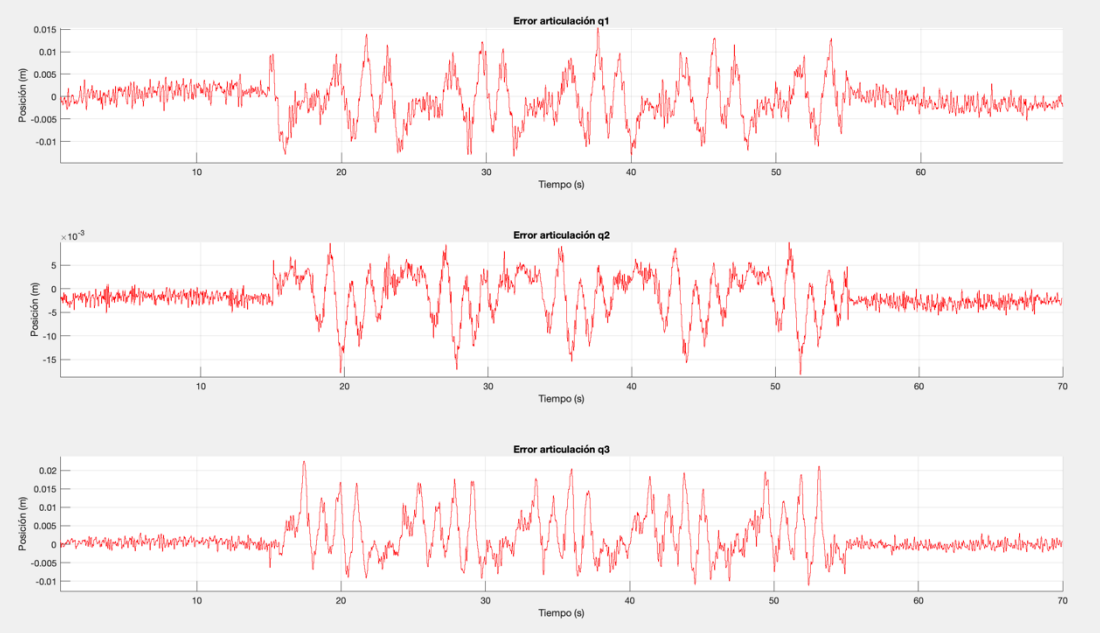 Error articulación q1
0.015
0.01
0.005
0
-0.005
-0.01
Posición (m)
10 20 30 40 50 60
Tiempo (s)
Error articulación q2
×10-3
5
0
-5
-10
-15
Posición (m)
10 20 30 40 50 60 70
Tiempo (s)
Error articulación q3
0.02
0.015
0.01
0.005
0
-0.005
-0.01
Posición (m)
10 20 30 40 50 60 70
Tiempo (s)